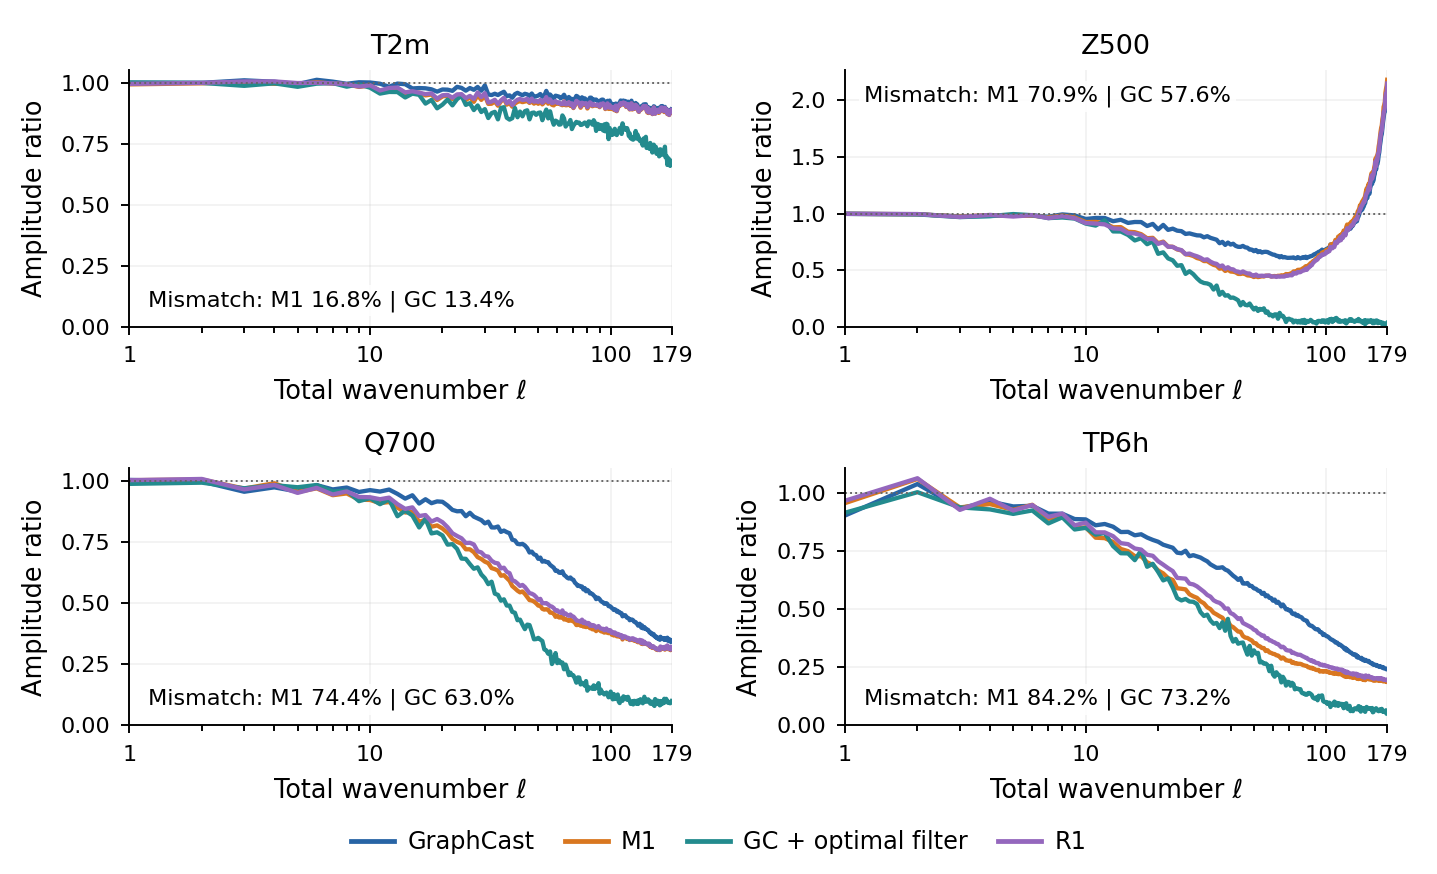 T2m
Amplitude ratio
1.00
0.75
0.50
0.25
0.00
Mismatch: M1 16.8% | GC 13.4%
1
10
100
179
Total wavenumber ℓ
Z500
Amplitude ratio
2.0
1.5
1.0
0.5
0.0
Mismatch: M1 70.9% | GC 57.6%
1
10
100
179
Total wavenumber ℓ
Q700
Amplitude ratio
1.00
0.75
0.50
0.25
0.00
Mismatch: M1 74.4% | GC 63.0%
1
10
100
179
Total wavenumber ℓ
TP6h
Amplitude ratio
1.00
0.75
0.50
0.25
0.00
Mismatch: M1 84.2% | GC 73.2%
1
10
100
179
Total wavenumber ℓ
GraphCast
M1
GC + optimal filter
R1